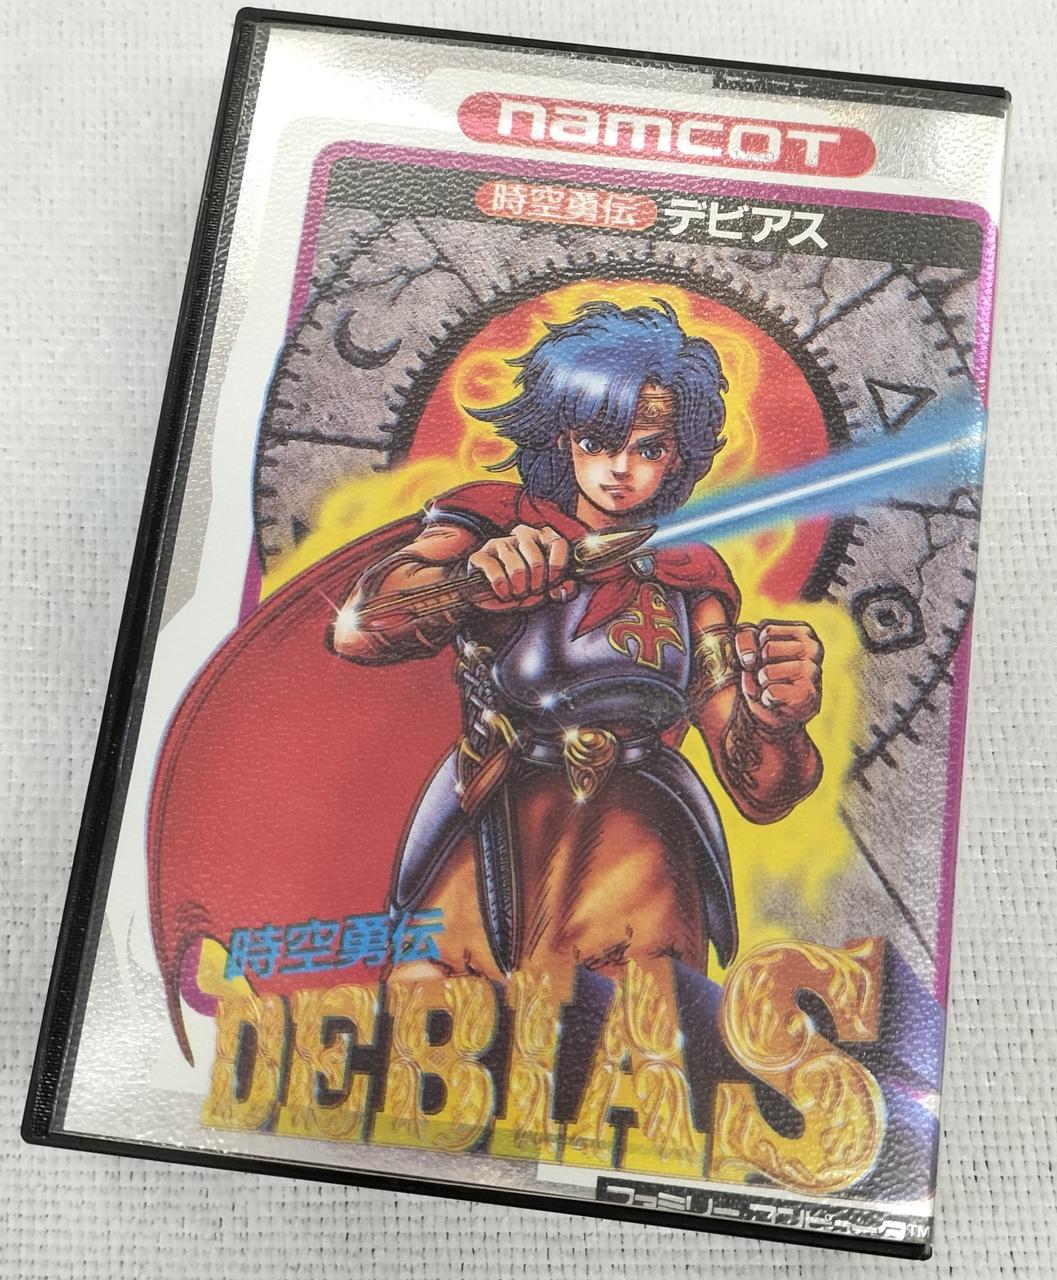 namcot
時空勇伝 デビアス
時空勇伝
DEBIAS
ファミリーコンピュータ™